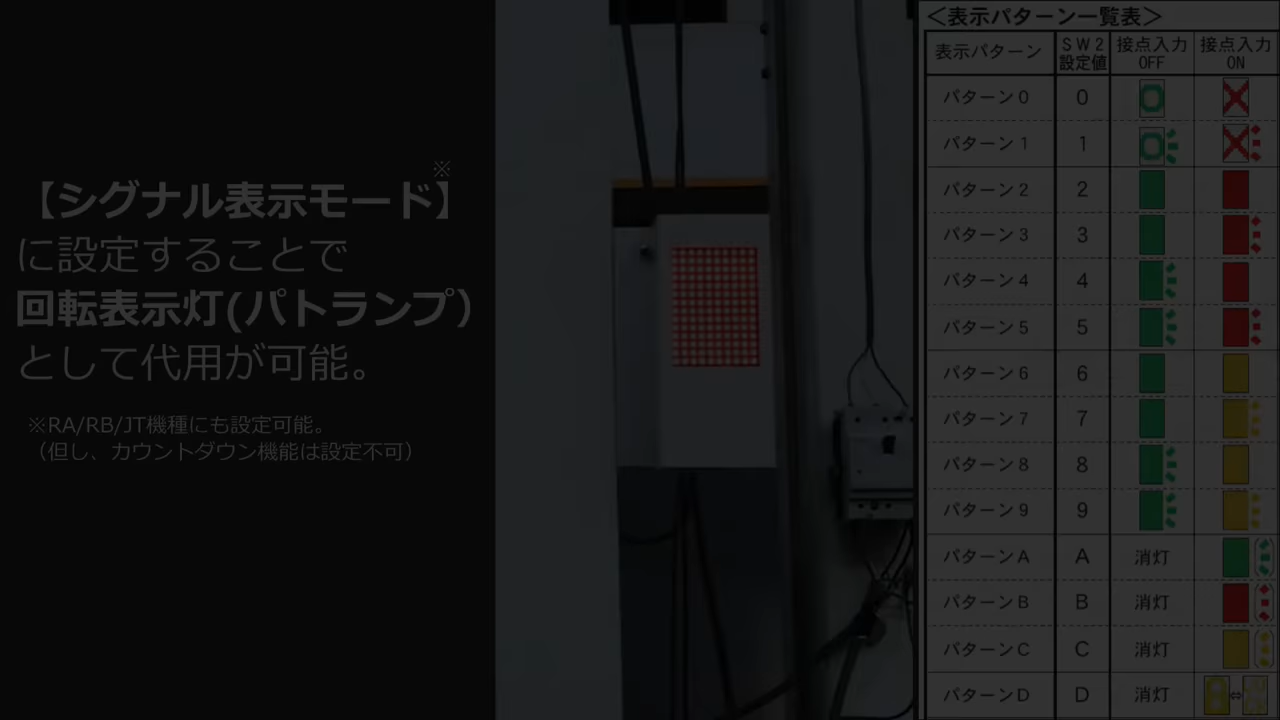 ※
【シグナル表示モード】
に設定することで
回転表示灯(パトランプ）
として代用が可能。
※RA/RB/JT機種にも設定可能。
（但し、カウントダウン機能は設定不可）
＜表示パターン一覧表＞
表示パターン SW2設定値 接点入力OFF 接点入力ON
パターン0 0
パターン1 1
パターン2 2
パターン3 3
パターン4 4
パターン5 5
パターン6 6
パターン7 7
パターン8 8
パターン9 9
パターンA A 消灯
パターンB B 消灯
パターンC C 消灯
パターンD D 消灯